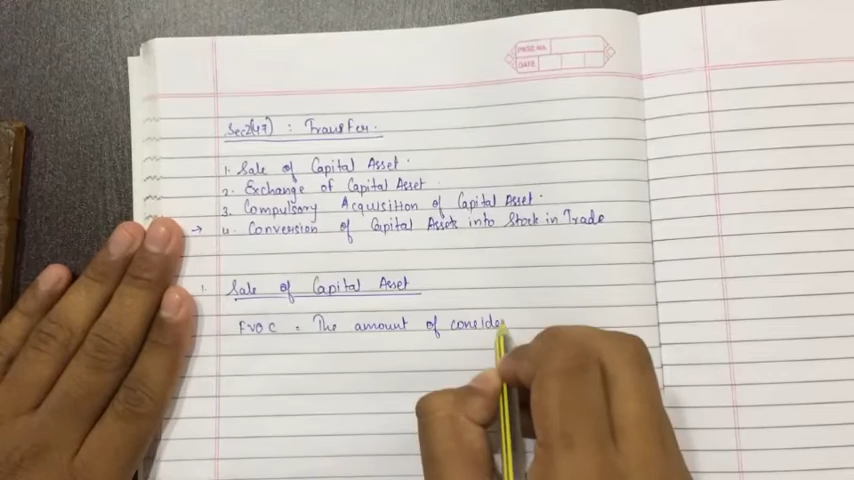 PAGE NO.
DATE
Sec2(47) : Transfer.
1. Sale of Capital Asset.
2. Exchange of Capital Asset
3. Compulsory Acquisition of Capital Asset.
→ 4. Conversion of Capital Assets into Stock in Trade
1. Sale of Capital Asset
FVOC = The amount of conside